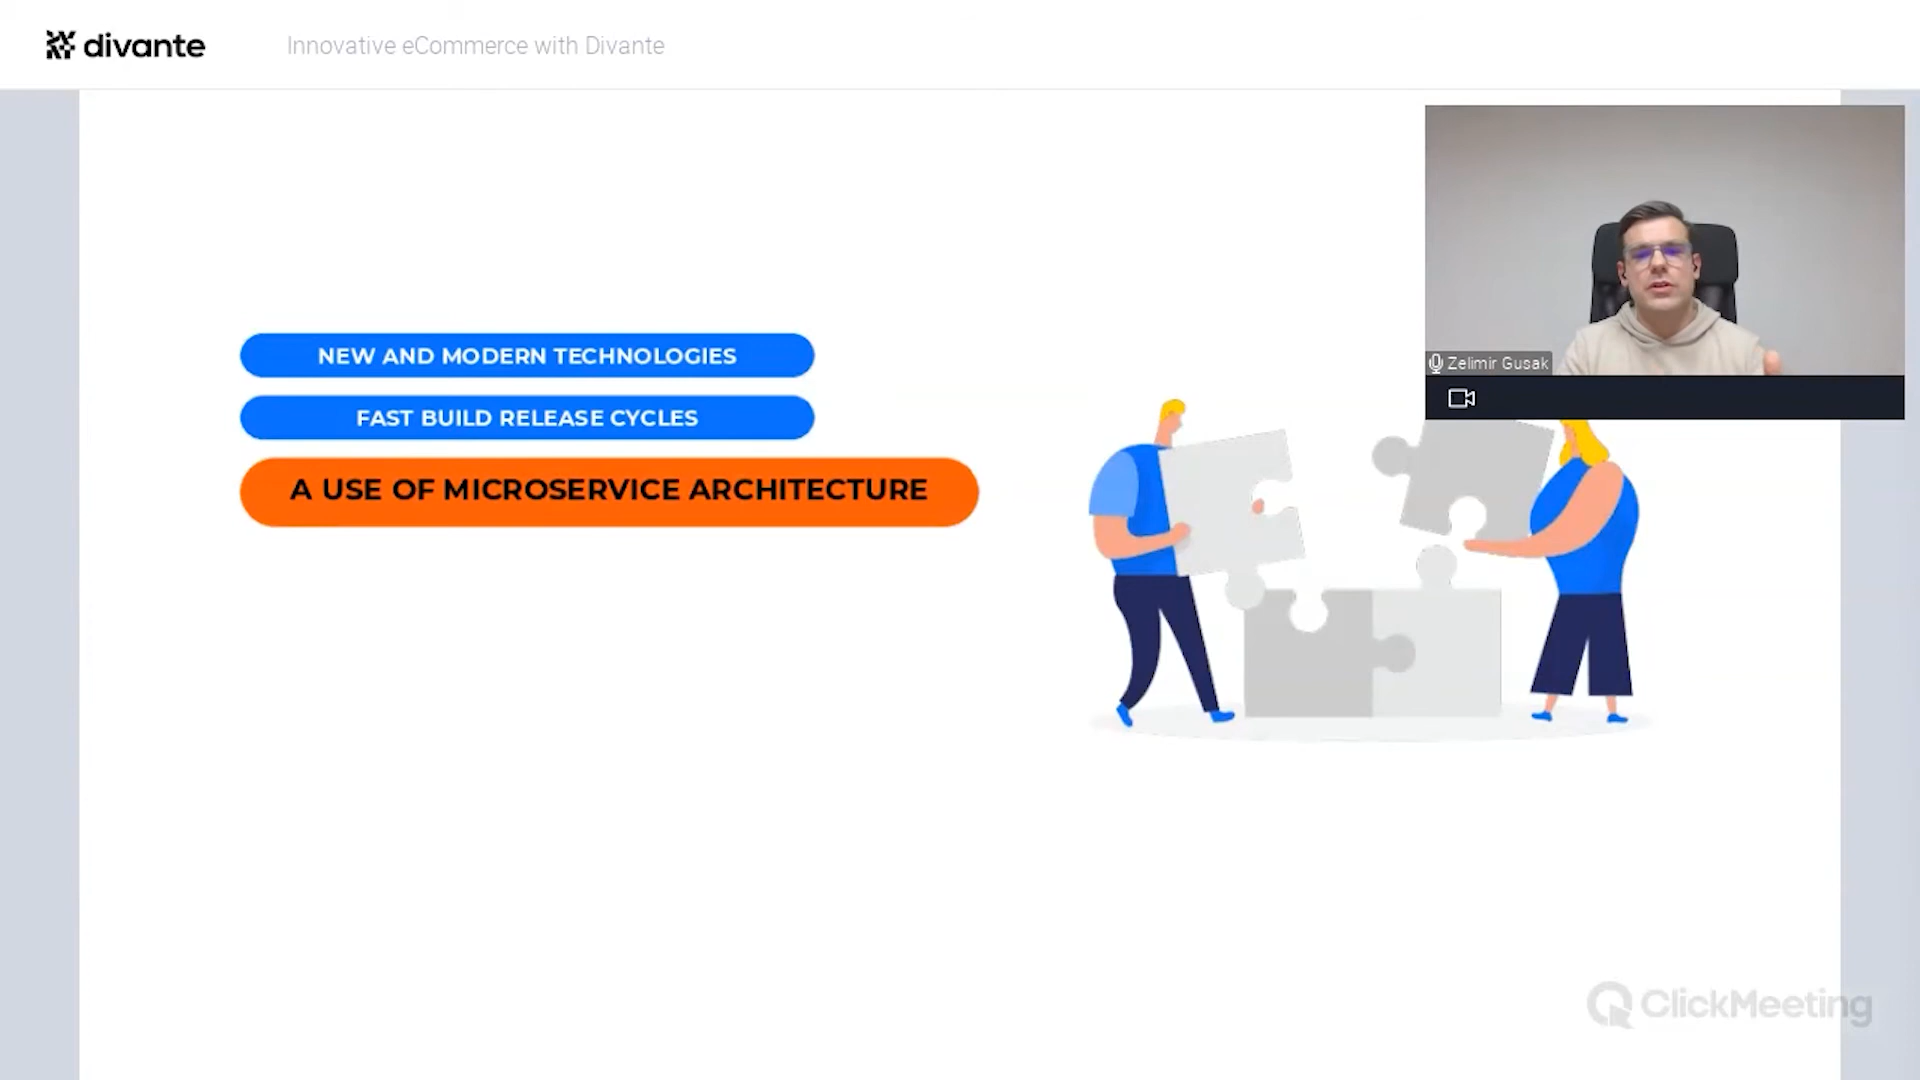 divante
Innovative eCommerce with Divante
NEW AND MODERN TECHNOLOGIES
FAST BUILD RELEASE CYCLES
A USE OF MICROSERVICE ARCHITECTURE
Zelimir Gusak
ClickMeeting